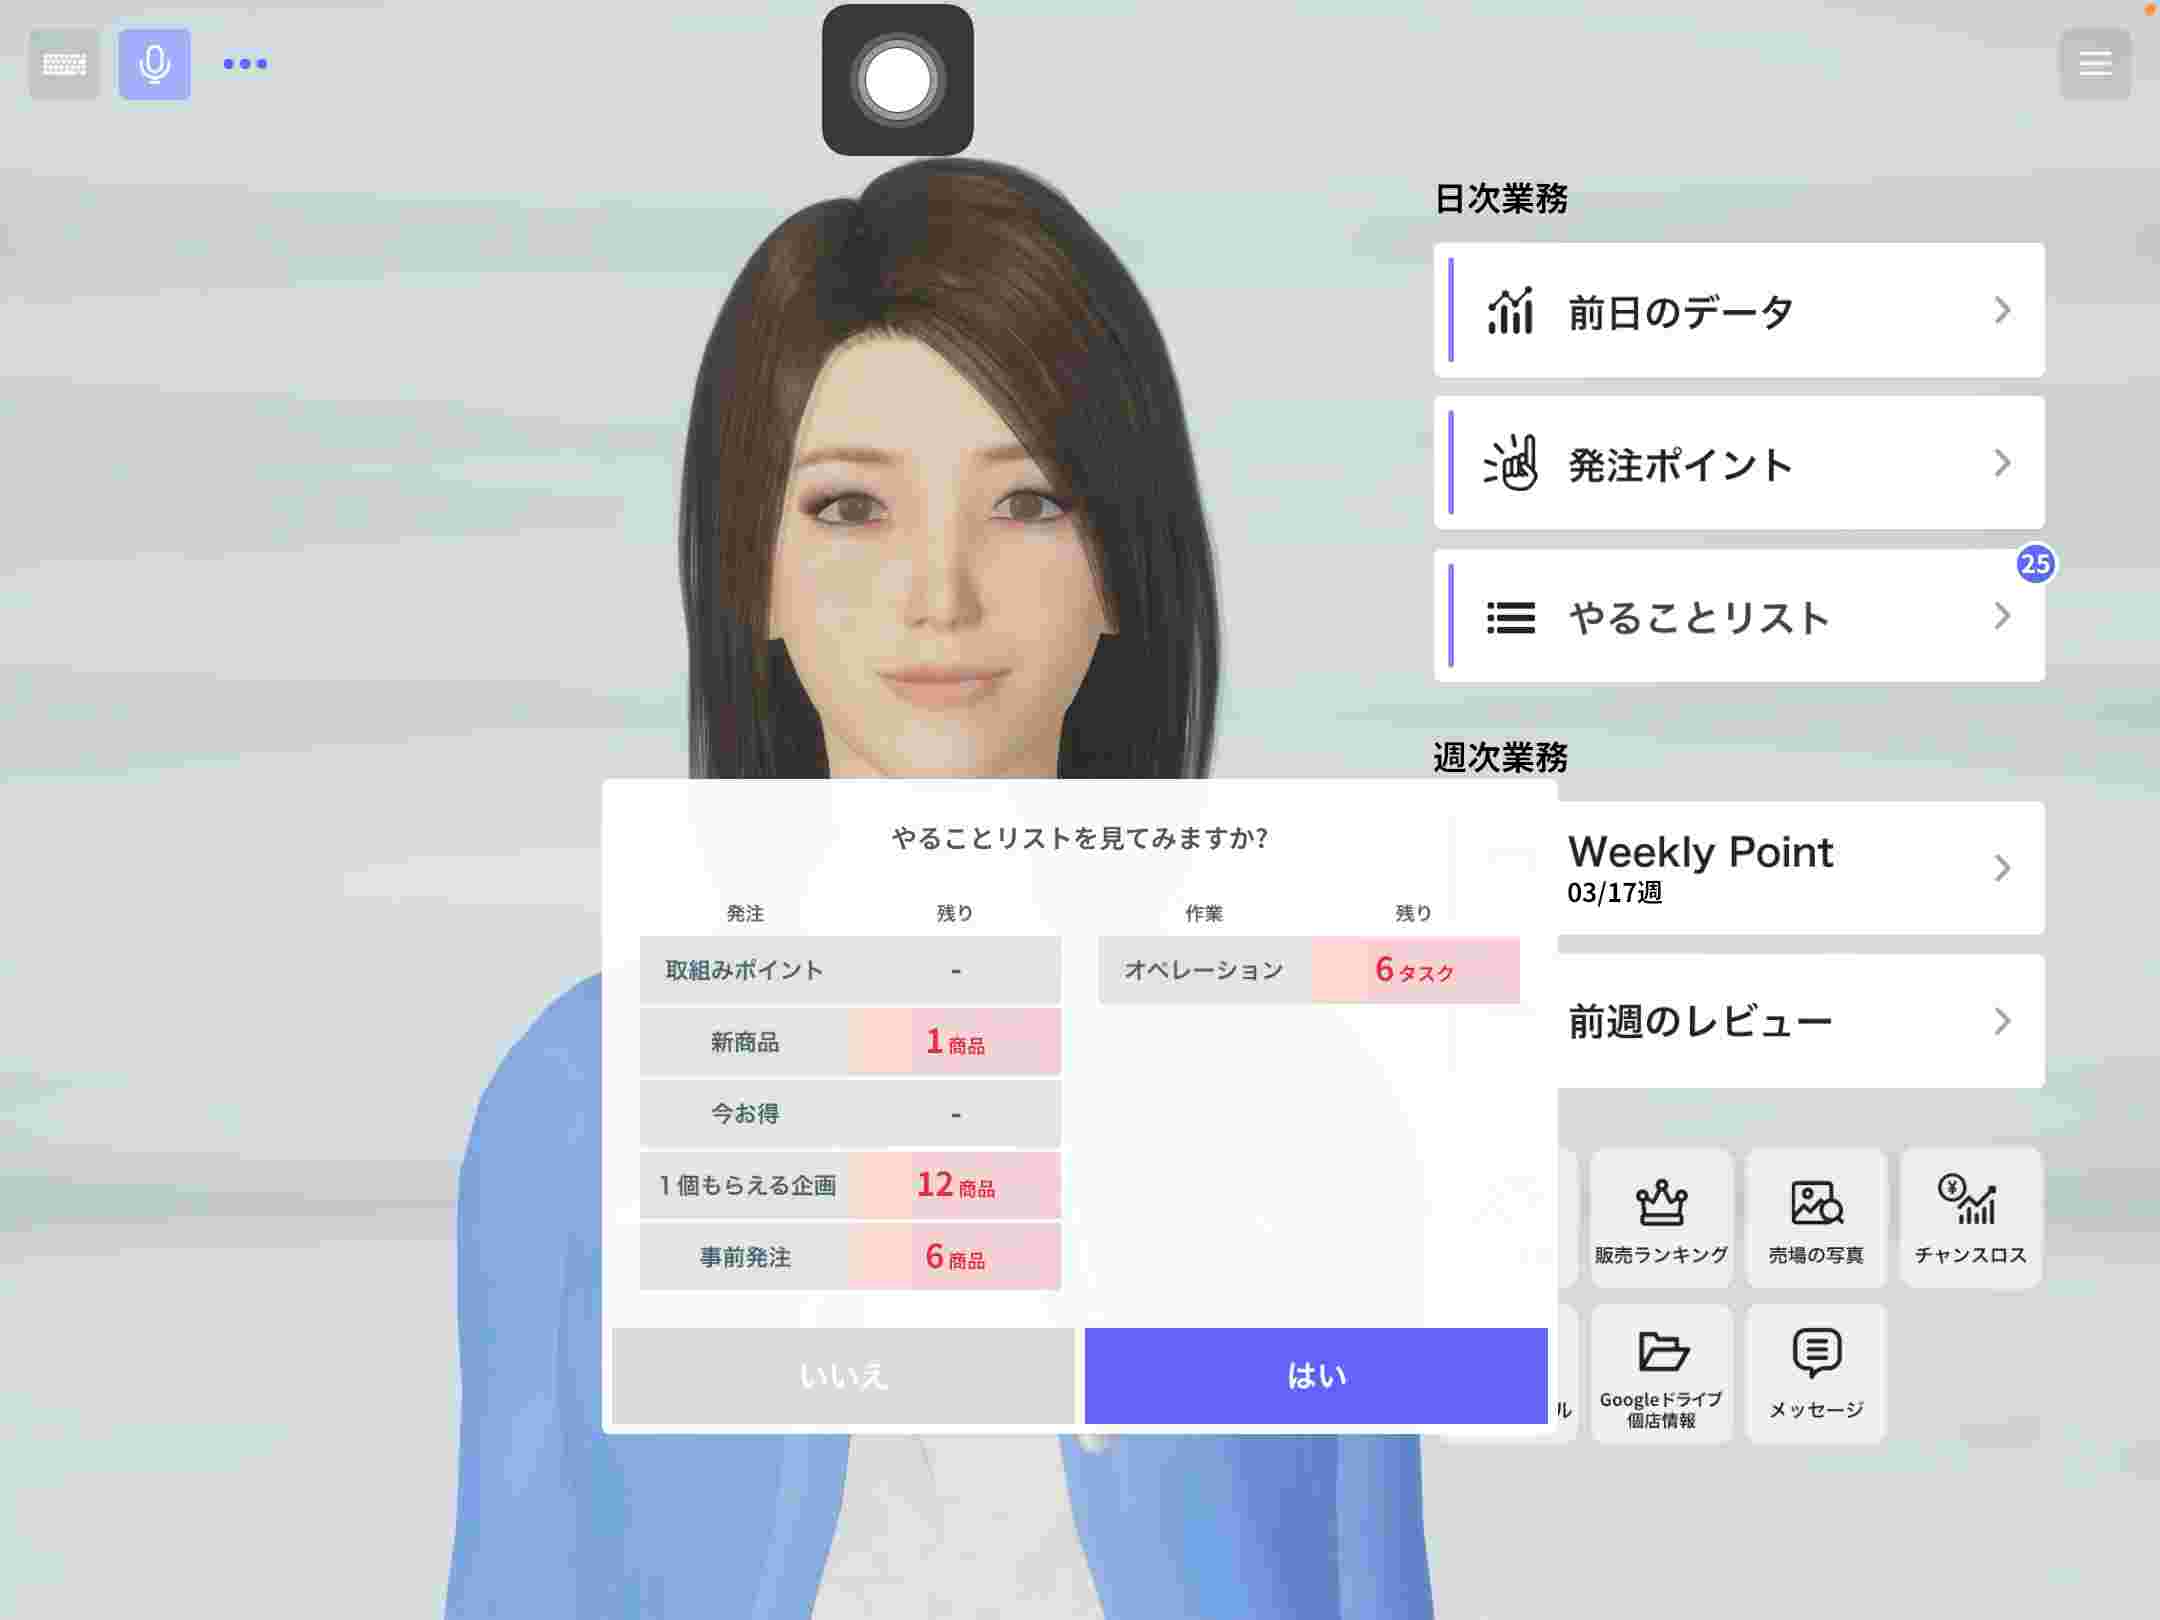 日次業務
前日のデータ
発注ポイント
25
やることリスト
週次業務
Weekly Point
03/17週
前週のレビュー
やることリストを見てみますか?
発注 残り
取組みポイント -
新商品 1商品
今お得 -
１個もらえる企画 12商品
事前発注 6商品
作業 残り
オペレーション 6タスク
いいえ はい
販売ランキング
売場の写真
チャンスロス
ル
Googleドライブ
個店情報
メッセージ